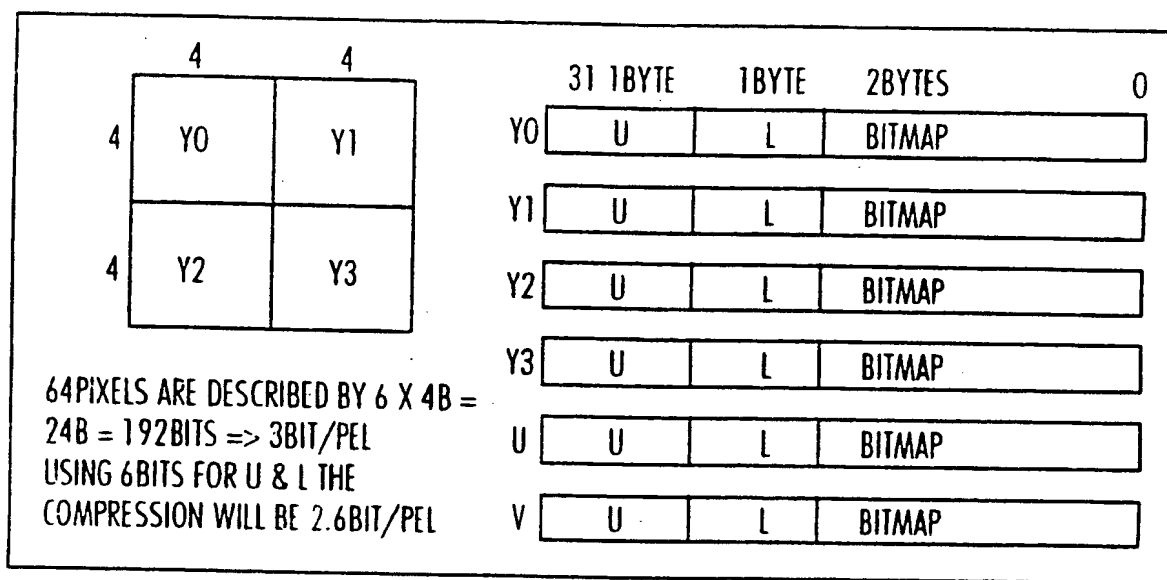 4 4
4 Y0 Y1
4 Y2 Y3
64PIXELS ARE DESCRIBED BY 6 X 4B =
24B = 192BITS => 3BIT/PEL
USING 6BITS FOR U & L THE
COMPRESSION WILL BE 2.6BIT/PEL
31 1BYTE 1BYTE 2BYTES 0
Y0 U L BITMAP
Y1 U L BITMAP
Y2 U L BITMAP
Y3 U L BITMAP
U U L BITMAP
V U L BITMAP